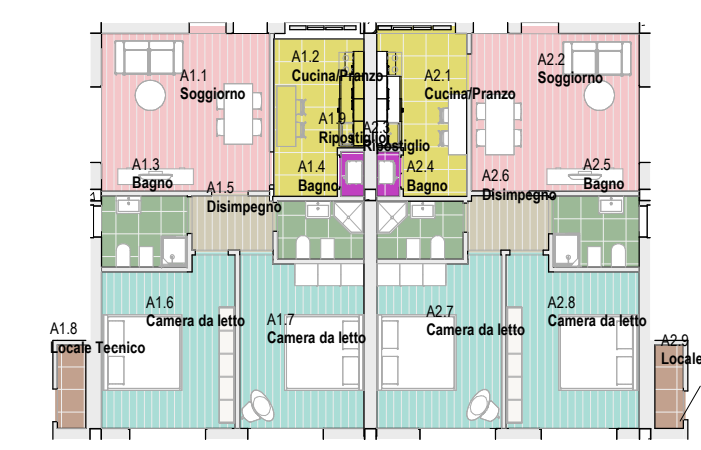 A1.1
Soggiorno
A1.2
Cucina/Pranzo
A2.1
Cucina/Pranzo
A2.2
Soggiorno
A1.9
Ripostiglio
A2.3
Ripostiglio
A1.3
Bagno
A1.4
Bagno
A2.4
Bagno
A2.5
Bagno
A1.5
Disimpegno
A2.6
Disimpegno
A1.6
Camera da letto
A1.7
Camera da letto
A2.7
Camera da letto
A2.8
Camera da letto
A1.8
Locale Tecnico
A2.9
Locale